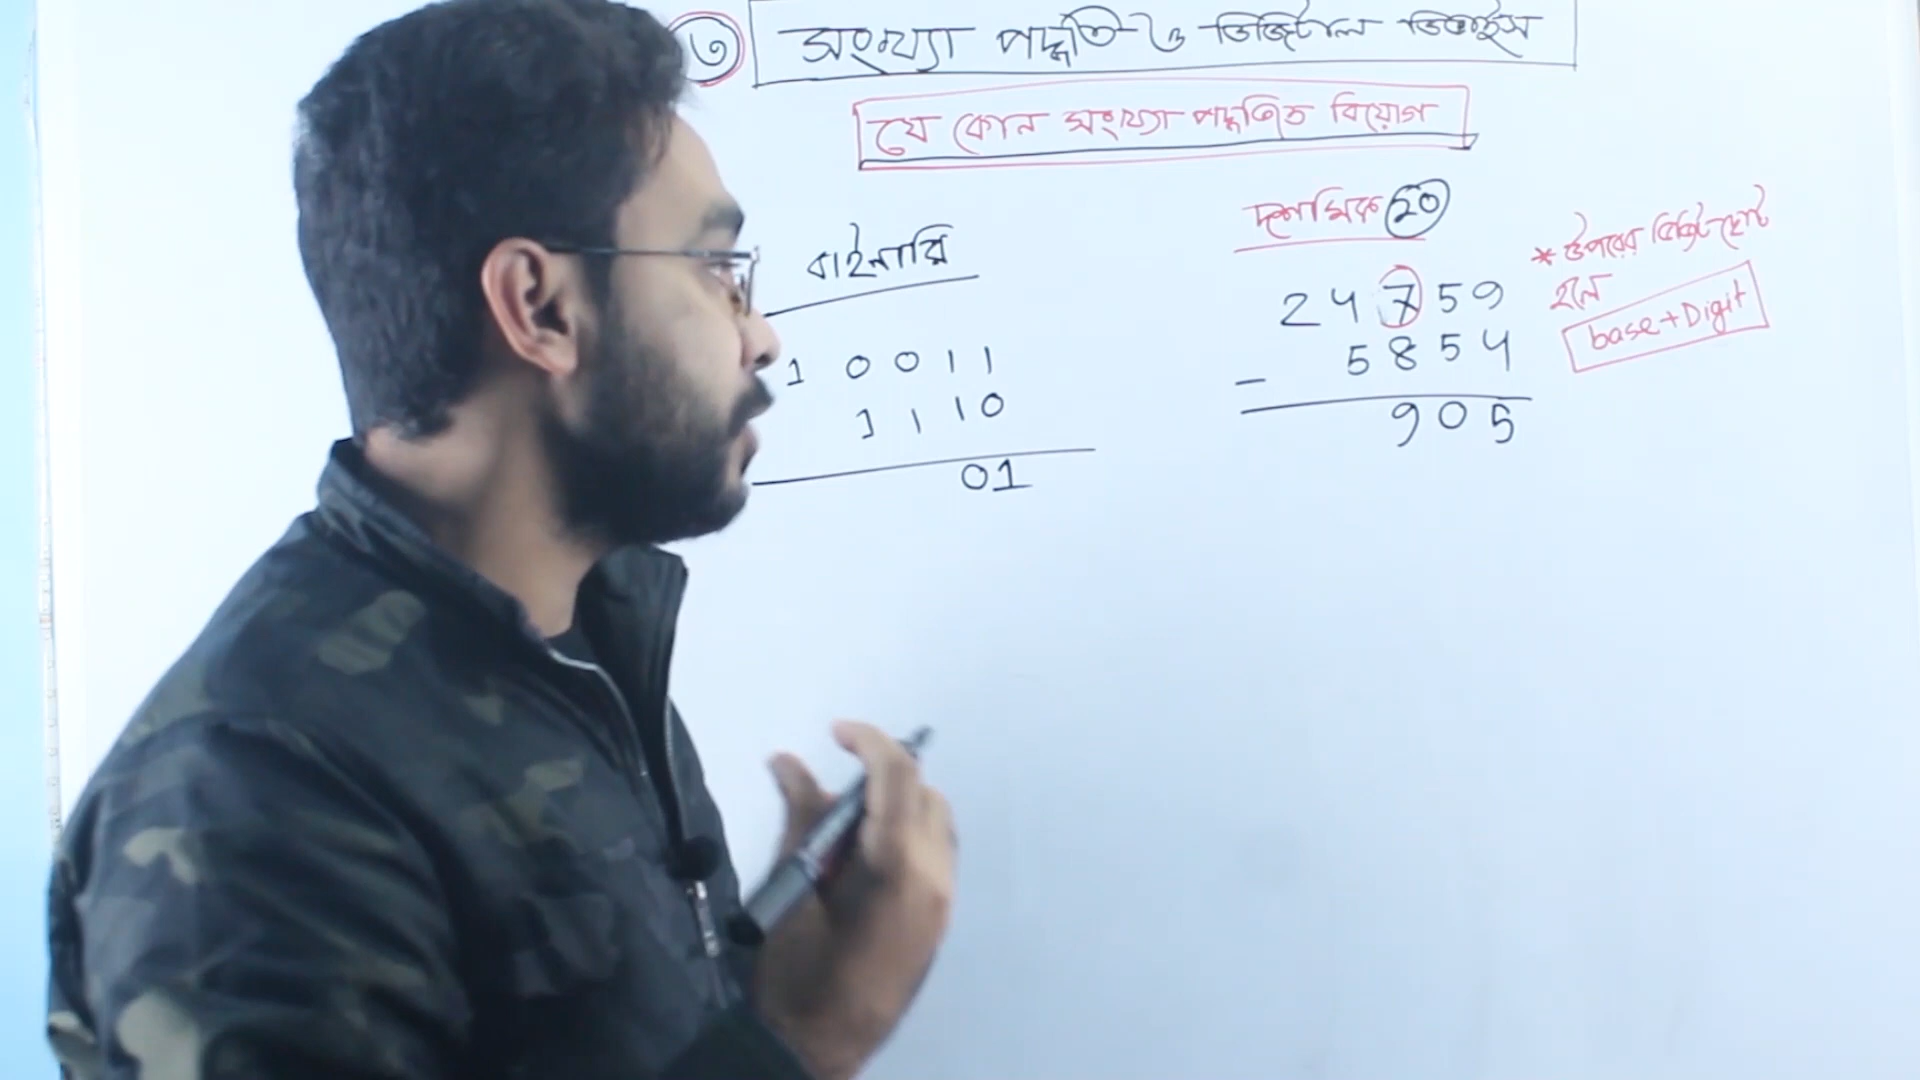 ৩ সংখ্যা পদ্ধতি ও ডিজিটাল ডিভাইস
যে কোন সংখ্যা পদ্ধতিতে বিয়োগ
বাইনারি
1 0 0 1 1
1 1 1 0
0 1
দশমিক ১০
2 4 7 5 9
- 5 8 5 4
9 0 5
* উপরের ডিজিট ছোট
হলে
base + Digit